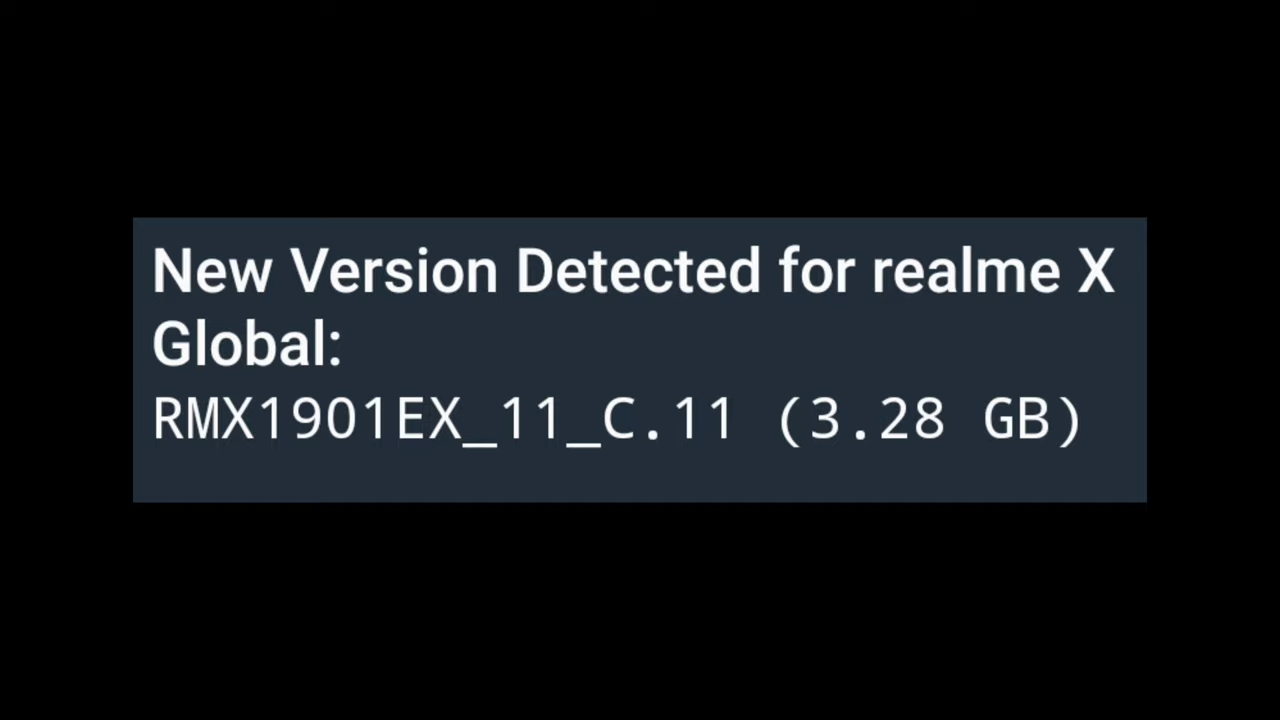 New Version Detected for realme X
Global:
RMX1901EX_11_C.11 (3.28 GB)